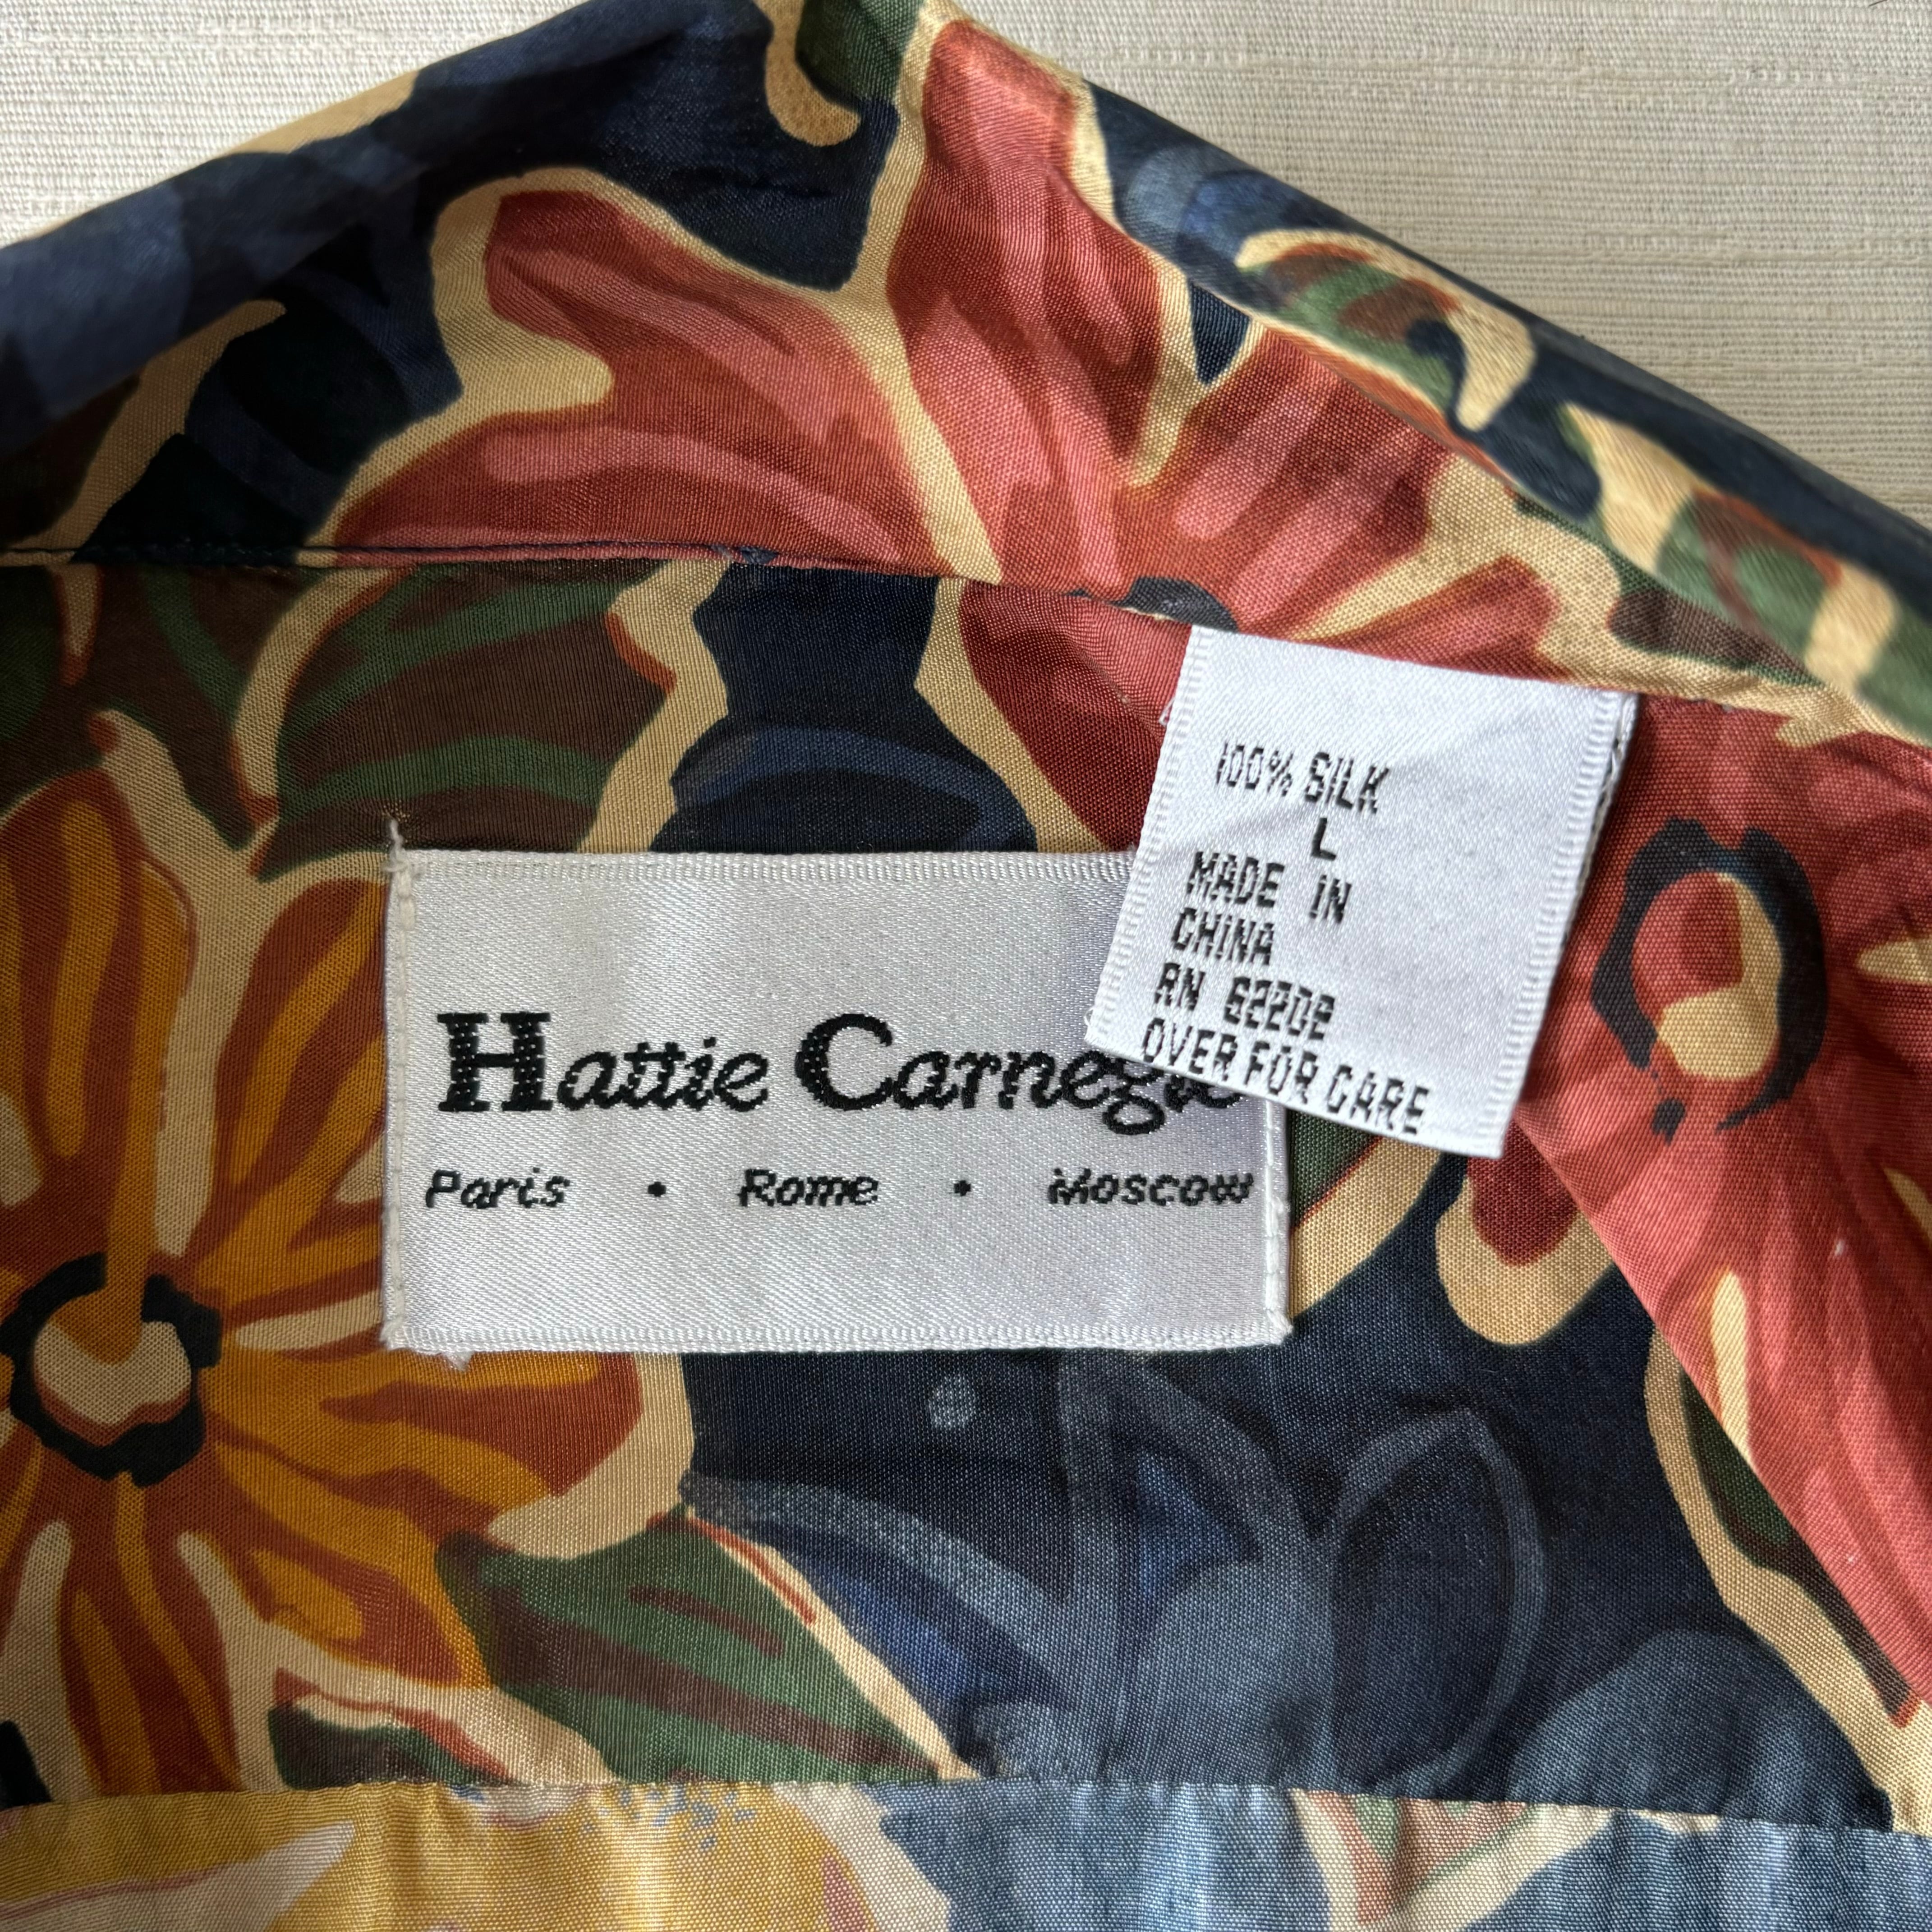 100% SILK
L
MADE IN
CHINA
RN 62202
OVER FOR CARE
Hattie Carnegie
Paris • Rome • Moscow